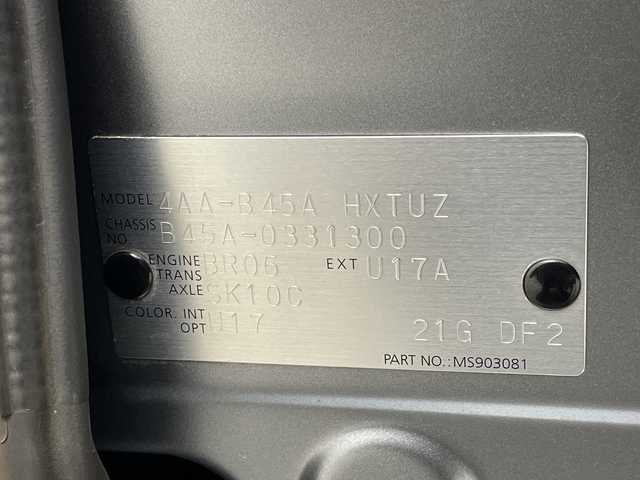 MODEL 4AA-B45A HXTUZ
CHASSIS NO. B45A-0331300
ENGINE BR06 EXT U17A
TRANS
AXLE SK10C
COLOR. INT U17
OPT 21G DF2
PART NO.:MS903081